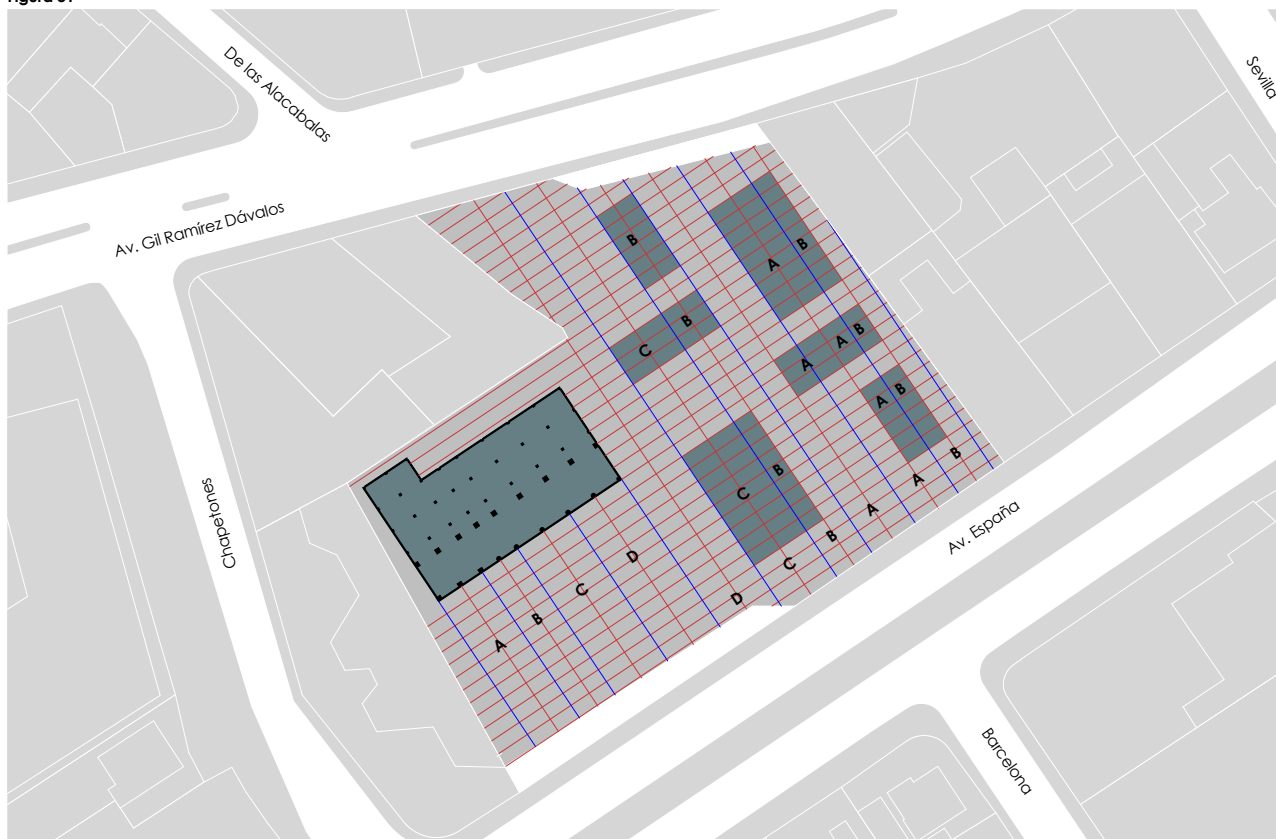 De las Alacabalas
Sevilla
Av. Gil Ramírez Dávalos
B
A B
C B
A A B
A B
C B
Chapetones
A B C D
D C B A A B
Av. España
Barcelona